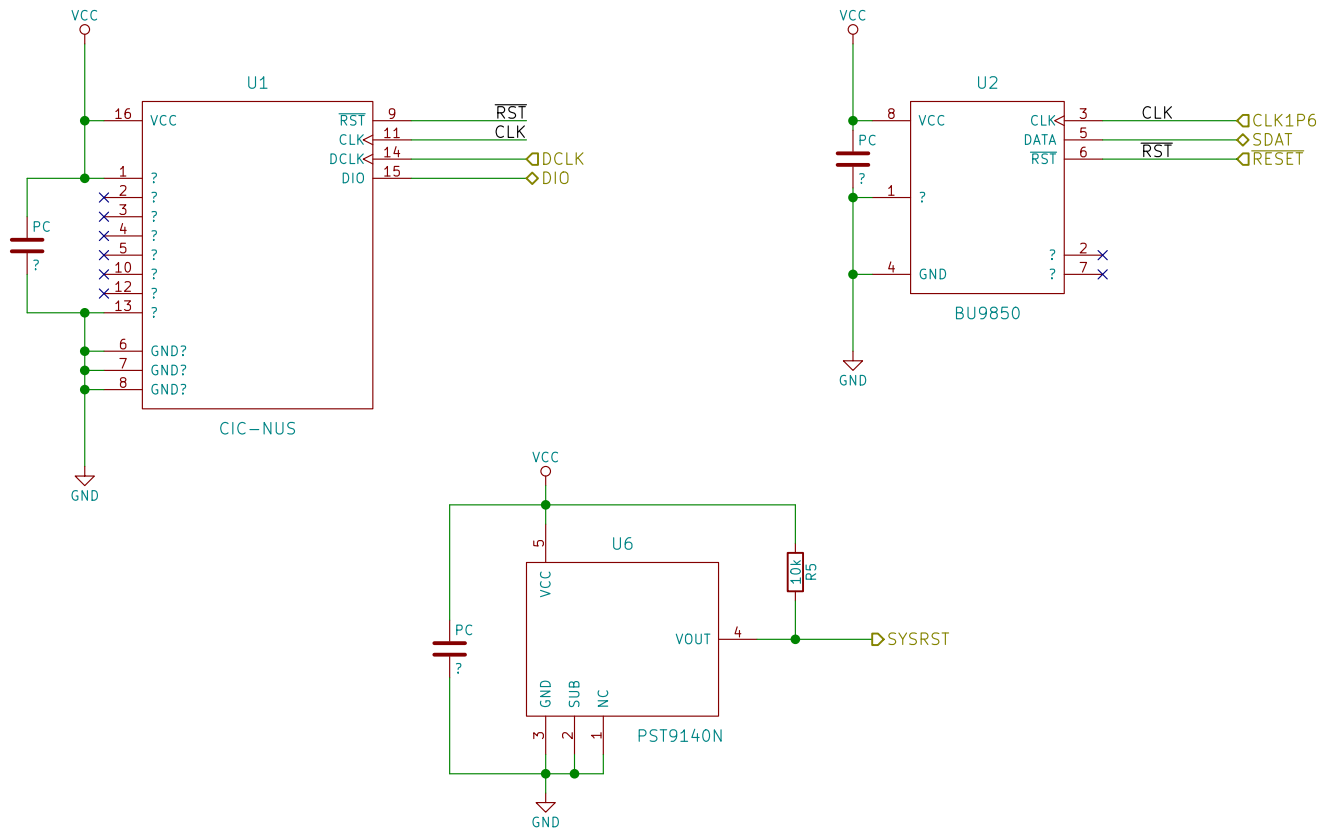 VCC
U1
16 VCC
1 ?
2 ?
3 ?
4 ?
5 ?
10 ?
12 ?
13 ?
6 GND?
7 GND?
8 GND?
RST 9 RST
CLK 11 CLK
DCLK 14 DCLK
DIO 15 DIO
PC
?
CIC-NUS
GND
VCC
U2
8 VCC
PC
?
1 ?
4 GND
CLK 3 CLK CLK1P6
DATA 5 SDAT
RST 6 RST RESET
? 2
? 7
BU9850
GND
VCC
U6
5
VCC
10k
R5
PC
?
VOUT 4 SYSRST
GND
SUB
NC
3
2
1
PST9140N
GND